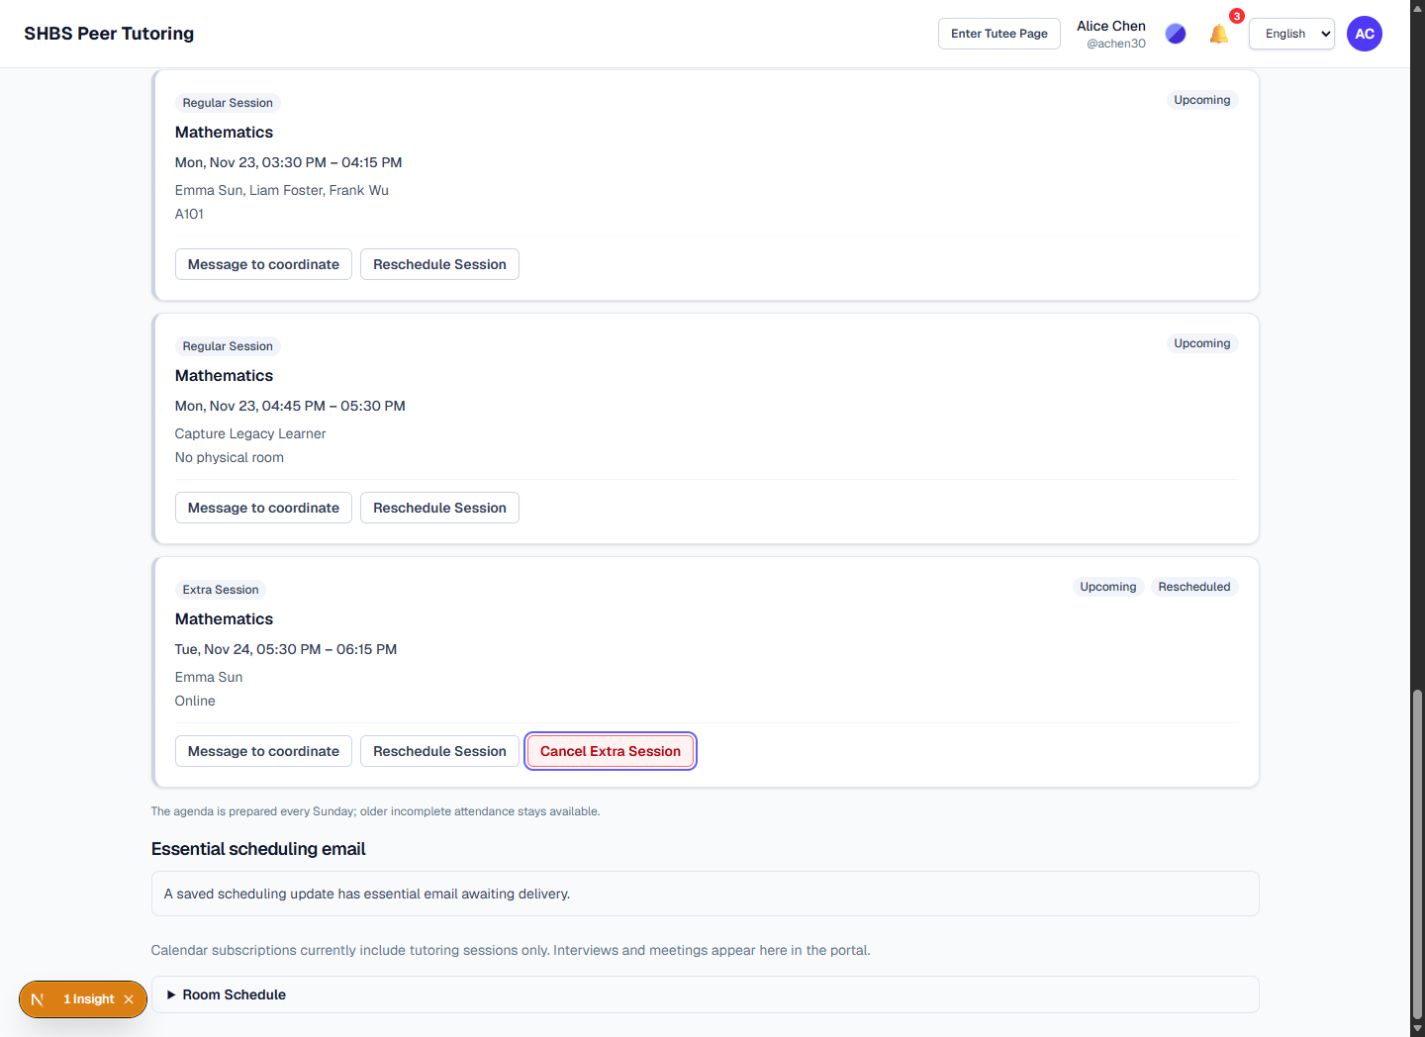 SHBS Peer Tutoring
Enter Tutee Page
Alice Chen
@achen30
3
English
AC
Regular Session
Upcoming
Mathematics
Mon, Nov 23, 03:30 PM – 04:15 PM
Emma Sun, Liam Foster, Frank Wu
A101
Message to coordinate
Reschedule Session
Regular Session
Upcoming
Mathematics
Mon, Nov 23, 04:45 PM – 05:30 PM
Capture Legacy Learner
No physical room
Message to coordinate
Reschedule Session
Extra Session
Upcoming
Rescheduled
Mathematics
Tue, Nov 24, 05:30 PM – 06:15 PM
Emma Sun
Online
Message to coordinate
Reschedule Session
Cancel Extra Session
The agenda is prepared every Sunday; older incomplete attendance stays available.
Essential scheduling email
A saved scheduling update has essential email awaiting delivery.
Calendar subscriptions currently include tutoring sessions only. Interviews and meetings appear here in the portal.
N 1 Insight
Room Schedule